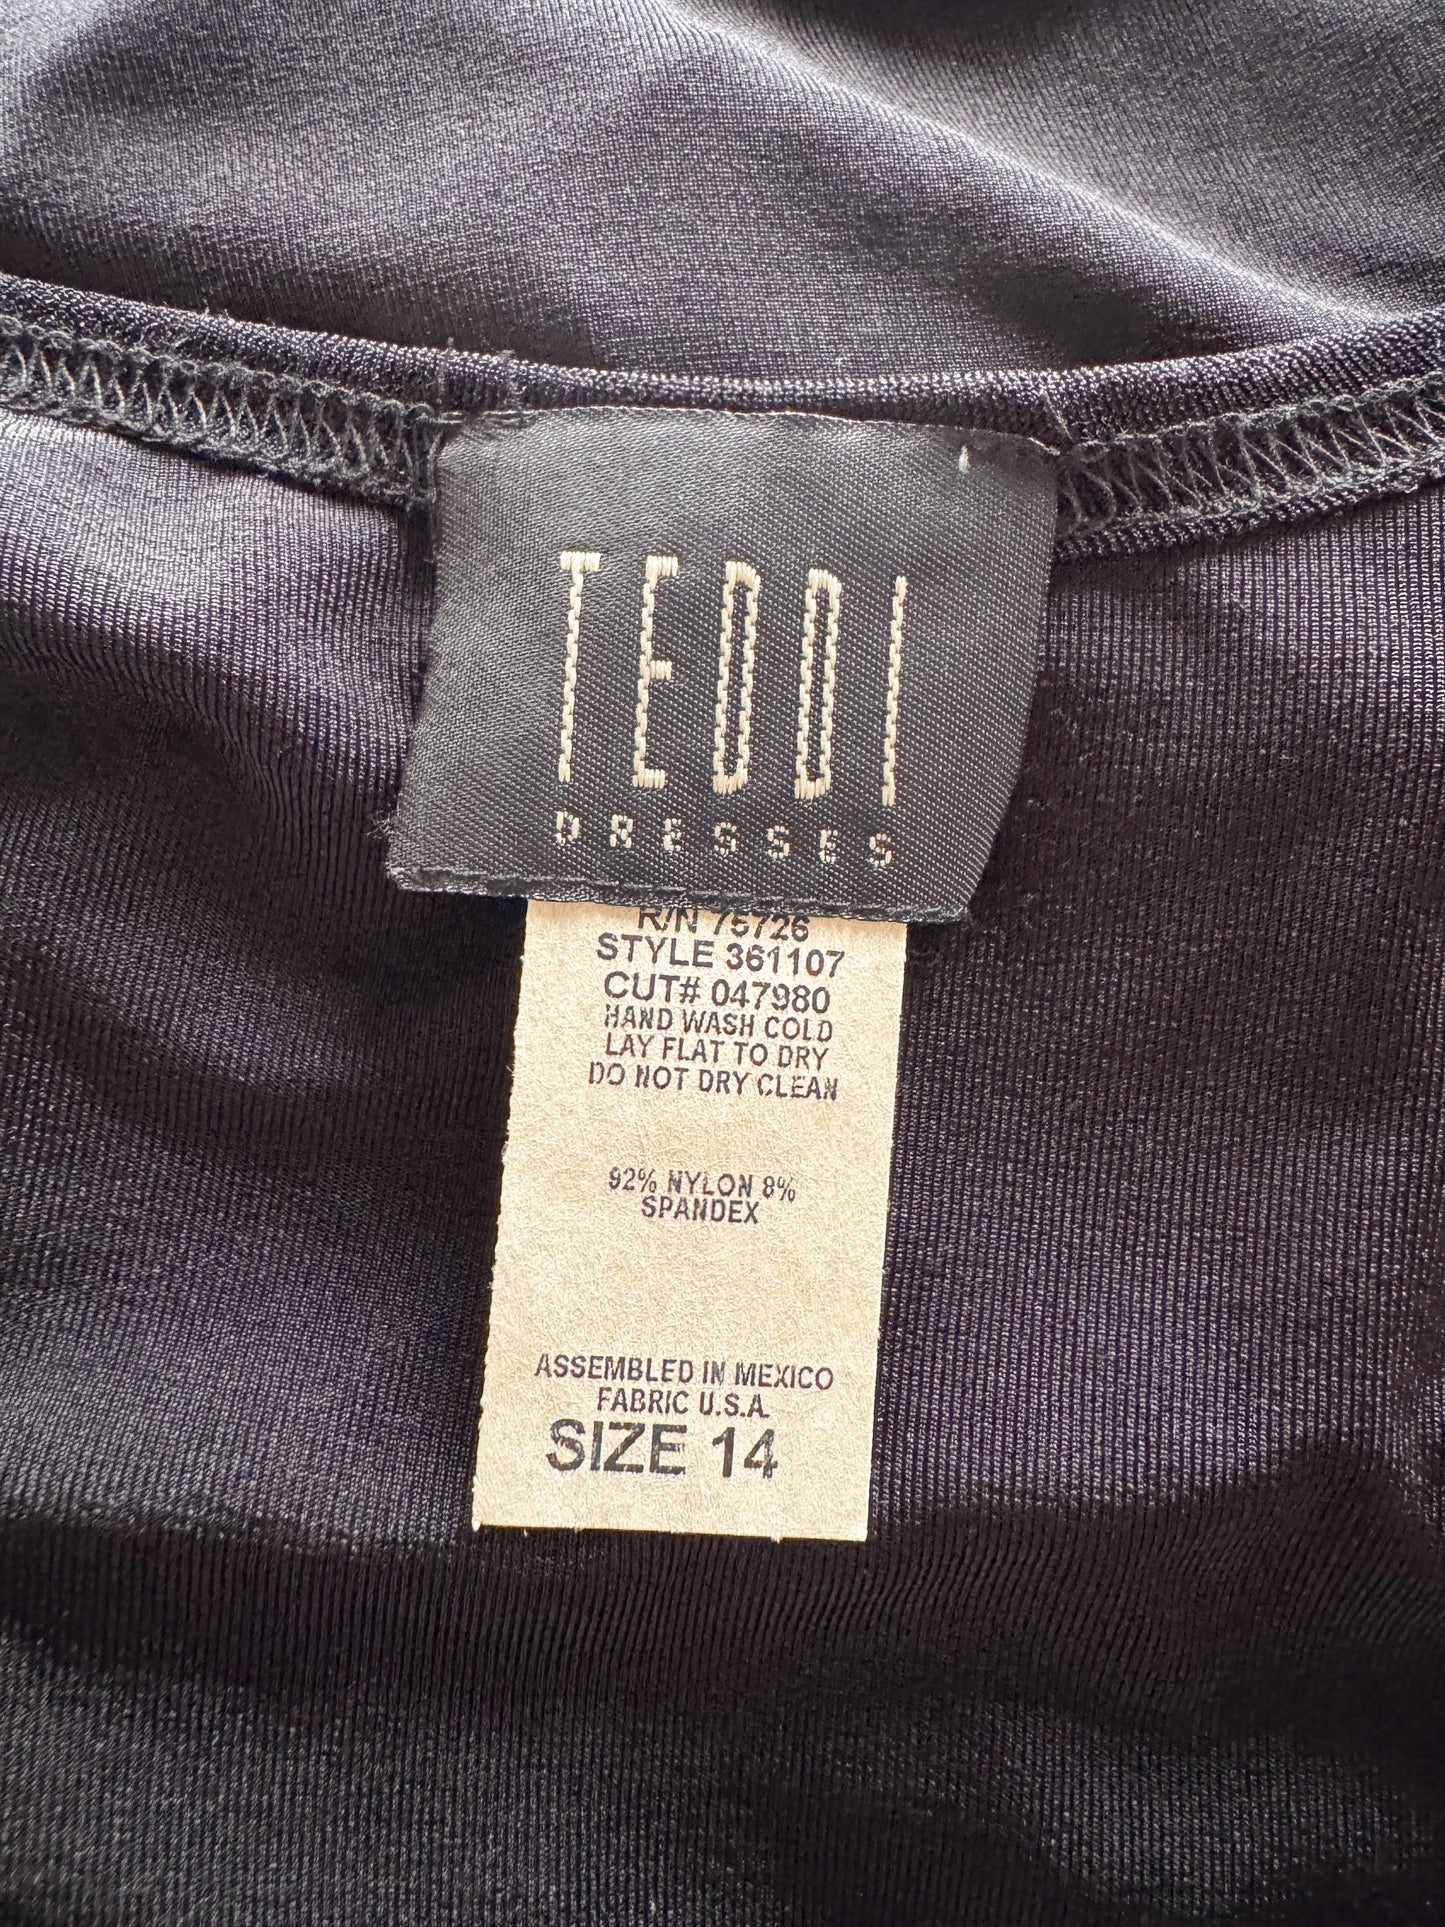 TEDDI
DRESSES
R/N 75726
STYLE 361107
CUT# 047980
HAND WASH COLD
LAY FLAT TO DRY
DO NOT DRY CLEAN
92% NYLON 8%
SPANDEX
ASSEMBLED IN MEXICO
FABRIC U.S.A.
SIZE 14